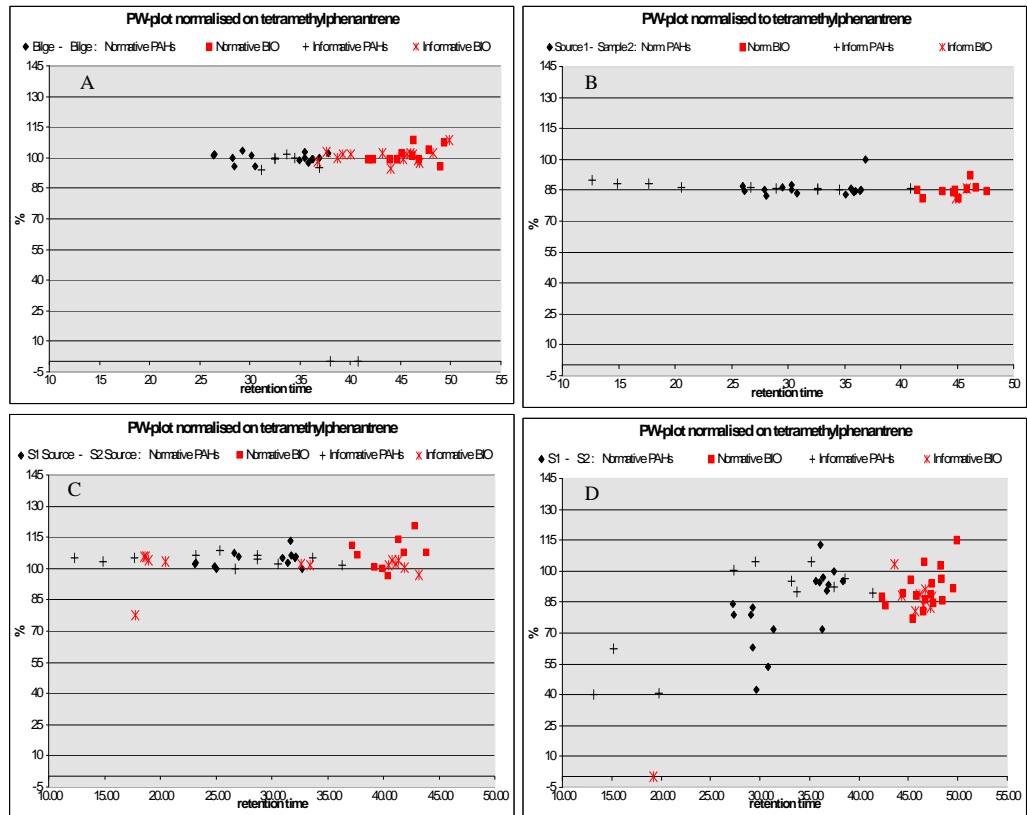 PW-plot normalised on tetramethylphenantrene
Bilge - Bilge : Normative PAHs Normative BIO Informative PAHs Informative BIO
A
145
130
115
100
85
70
55
40
25
10
-5
%
10 15 20 25 30 35 40 45 50 55
retention time
PW-plot normalised to tetramethylphenantrene
Source 1 - Sample 2 : Norm. PAHs Norm. BIO Inform. PAHs Inform. BIO
B
145
130
115
100
85
70
55
40
25
10
-5
%
10 15 20 25 30 35 40 45 50
retention time
PW-plot normalised on tetramethylphenantrene
S1 Source - S2 Source : Normative PAHs Normative BIO Informative PAHs Informative BIO
C
145
130
115
100
85
70
55
40
25
10
-5
%
10.00 15.00 20.00 25.00 30.00 35.00 40.00 45.00 50.00
retention time
PW-plot normalised on tetramethylphenantrene
S1 - S2 : Normative PAHs Normative BIO Informative PAHs Informative BIO
D
145
130
115
100
85
70
55
40
25
10
-5
%
10.00 15.00 20.00 25.00 30.00 35.00 40.00 45.00 50.00 55.00
retention time